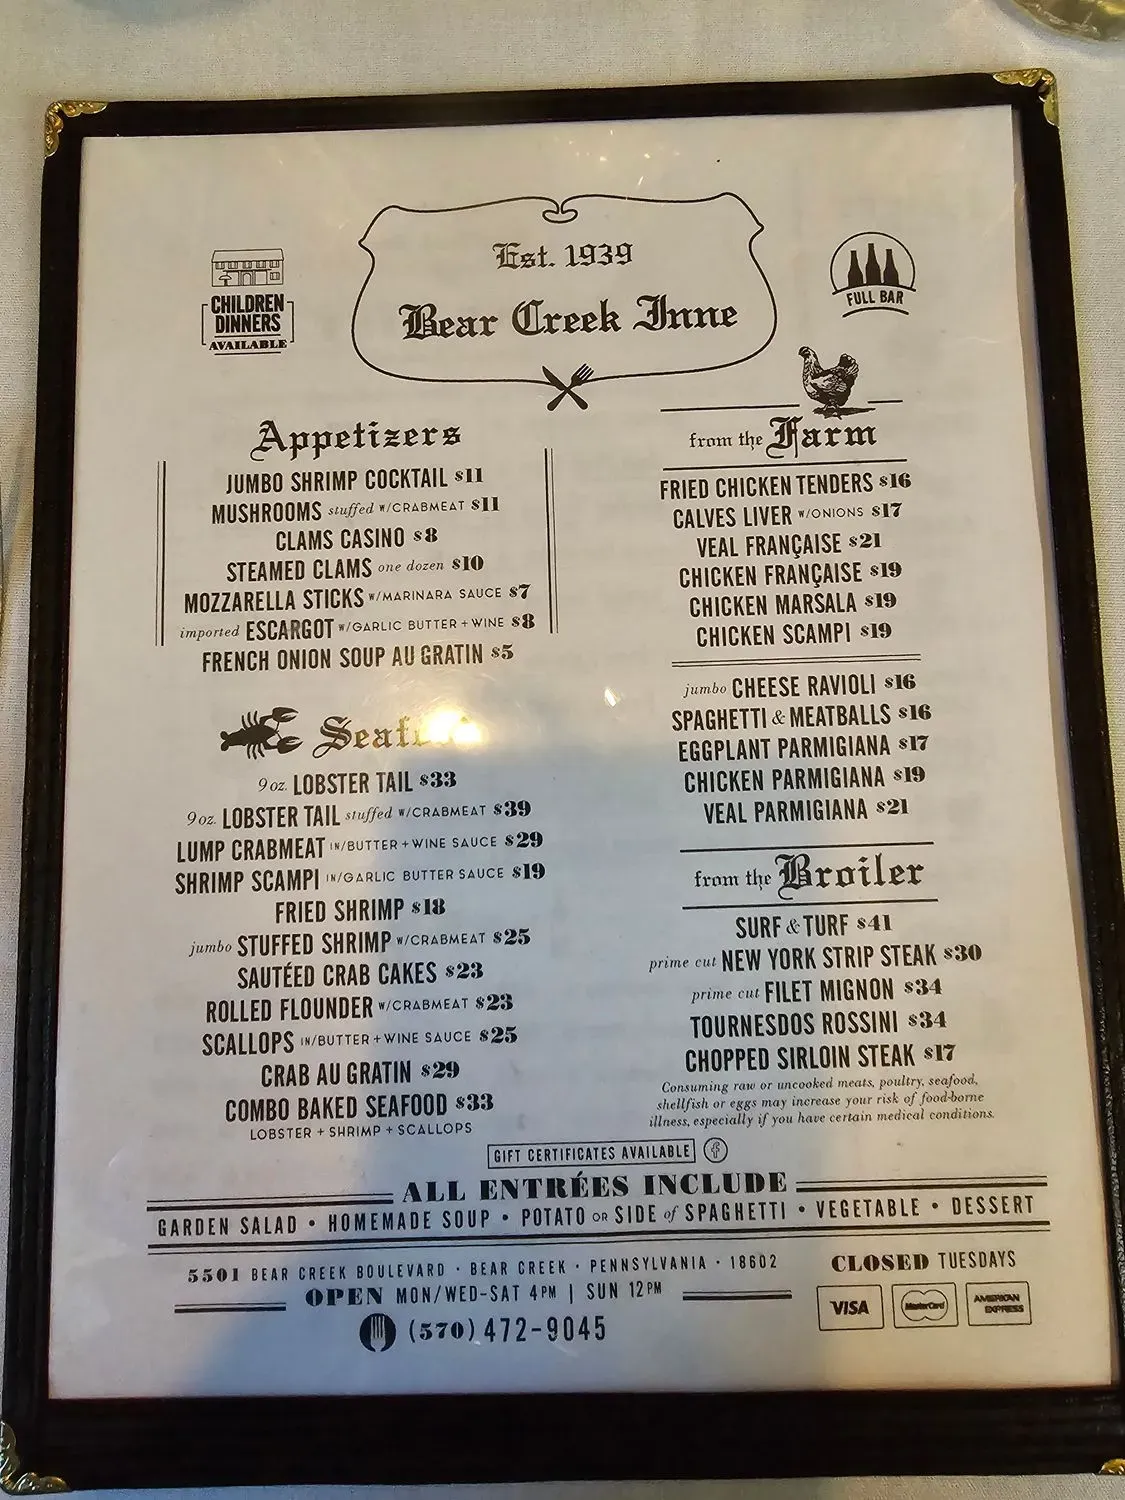 Est. 1939
Bear Creek Inne
CHILDREN
DINNERS
AVAILABLE
FULL BAR
Appetizers
JUMBO SHRIMP COCKTAIL $11
MUSHROOMS stuffed W/CRABMEAT $11
CLAMS CASINO $8
STEAMED CLAMS one dozen $10
MOZZARELLA STICKS W/MARINARA SAUCE $7
imported ESCARGOT W/GARLIC BUTTER + WINE $8
FRENCH ONION SOUP AU GRATIN $5
Seafood
9 oz. LOBSTER TAIL $33
9 oz. LOBSTER TAIL stuffed W/CRABMEAT $39
LUMP CRABMEAT IN/BUTTER + WINE SAUCE $29
SHRIMP SCAMPI IN/GARLIC BUTTER SAUCE $19
FRIED SHRIMP $18
jumbo STUFFED SHRIMP W/CRABMEAT $25
SAUTÉED CRAB CAKES $23
ROLLED FLOUNDER W/CRABMEAT $23
SCALLOPS IN/BUTTER + WINE SAUCE $25
CRAB AU GRATIN $29
COMBO BAKED SEAFOOD $33
LOBSTER + SHRIMP + SCALLOPS
from the Farm
FRIED CHICKEN TENDERS $16
CALVES LIVER W/ONIONS $17
VEAL FRANÇAISE $21
CHICKEN FRANÇAISE $19
CHICKEN MARSALA $19
CHICKEN SCAMPI $19
jumbo CHEESE RAVIOLI $16
SPAGHETTI & MEATBALLS $16
EGGPLANT PARMIGIANA $17
CHICKEN PARMIGIANA $19
VEAL PARMIGIANA $21
from the Broiler
SURF & TURF $41
prime cut NEW YORK STRIP STEAK $30
prime cut FILET MIGNON $34
TOURNESDOS ROSSINI $34
CHOPPED SIRLOIN STEAK $17
Consuming raw or uncooked meats, poultry, seafood,
shellfish or eggs may increase your risk of food-borne
illness, especially if you have certain medical conditions.
GIFT CERTIFICATES AVAILABLE f
ALL ENTRÉES INCLUDE
GARDEN SALAD • HOMEMADE SOUP • POTATO OR SIDE of SPAGHETTI • VEGETABLE • DESSERT
5501 BEAR CREEK BOULEVARD · BEAR CREEK · PENNSYLVANIA · 18602
OPEN MON/WED-SAT 4PM | SUN 12PM
(570) 472-9045
CLOSED TUESDAYS
VISA
MasterCard
AMERICAN
EXPRESS